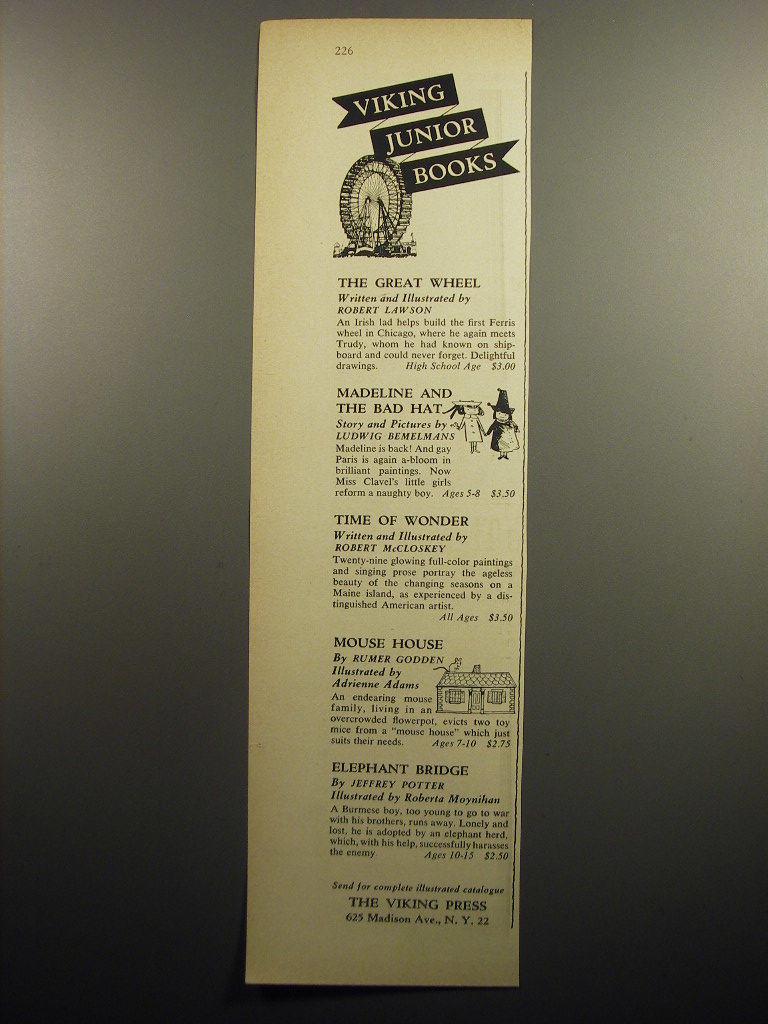 226
VIKING
JUNIOR
BOOKS
THE GREAT WHEEL
Written and Illustrated by
ROBERT LAWSON
An Irish lad helps build the first Ferris
wheel in Chicago, where he again meets
Trudy, whom he had known on ship-
board and could never forget. Delightful
drawings. High School Age $3.00
MADELINE AND
THE BAD HAT
Story and Pictures by
LUDWIG BEMELMANS
Madeline is back! And gay
Paris is again a-bloom in
brilliant paintings. Now
Miss Clavel's little girls
reform a naughty boy. Ages 5-8 $3.50
TIME OF WONDER
Written and Illustrated by
ROBERT McCLOSKEY
Twenty-nine glowing full-color paintings
and singing prose portray the ageless
beauty of the changing seasons on a
Maine island, as experienced by a dis-
tinguished American artist.
All Ages $3.50
MOUSE HOUSE
By RUMER GODDEN
Illustrated by
Adrienne Adams
An endearing mouse
family, living in an
overcrowded flowerpot, evicts two toy
mice from a "mouse house" which just
suits their needs. Ages 7-10 $2.75
ELEPHANT BRIDGE
By JEFFREY POTTER
Illustrated by Roberta Moynihan
A Burmese boy, too young to go to war
with his brothers, runs away. Lonely and
lost, he is adopted by an elephant herd,
which, with his help, successfully harasses
the enemy. Ages 10-15 $2.50
Send for complete illustrated catalogue
THE VIKING PRESS
625 Madison Ave., N. Y. 22